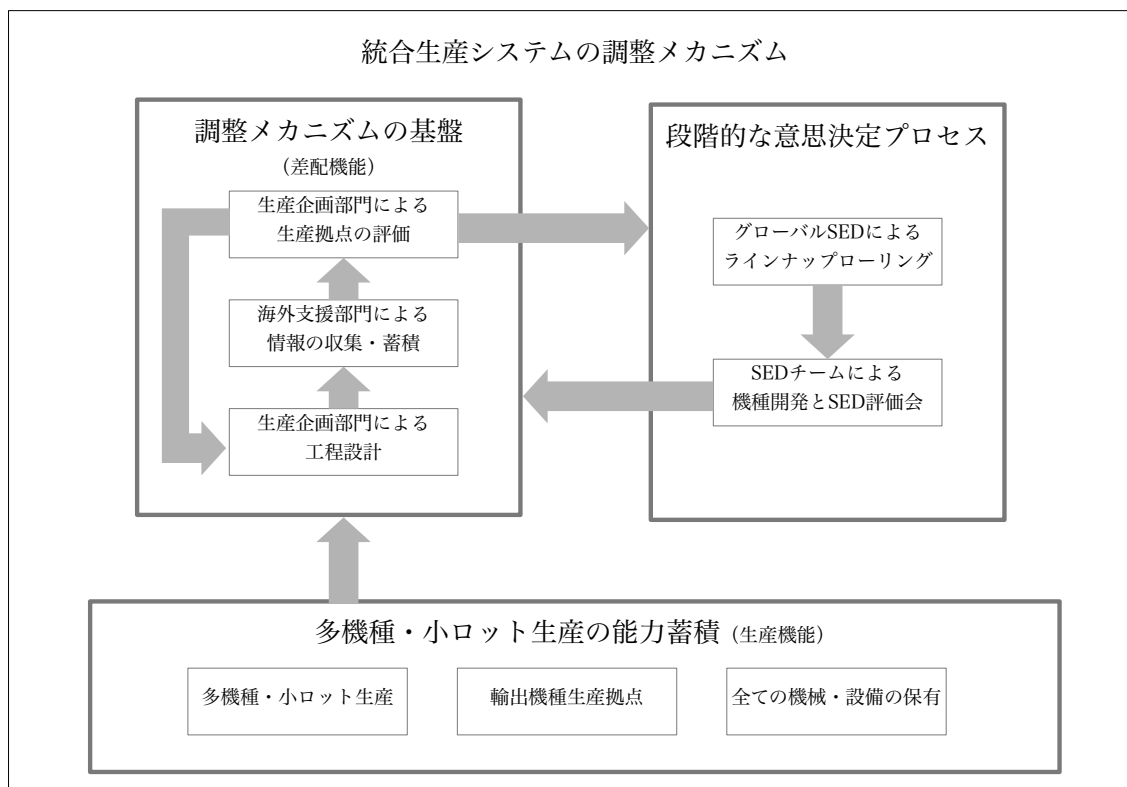 統合生産システムの調整メカニズム
調整メカニズムの基盤
（差配機能）
生産企画部門による
生産拠点の評価
海外支援部門による
情報の収集・蓄積
生産企画部門による
工程設計
段階的な意思決定プロセス
グローバルSEDによる
ラインナップローリング
SEDチームによる
機種開発とSED評価会
多機種・小ロット生産の能力蓄積（生産機能）
多機種・小ロット生産
輸出機種生産拠点
全ての機械・設備の保有